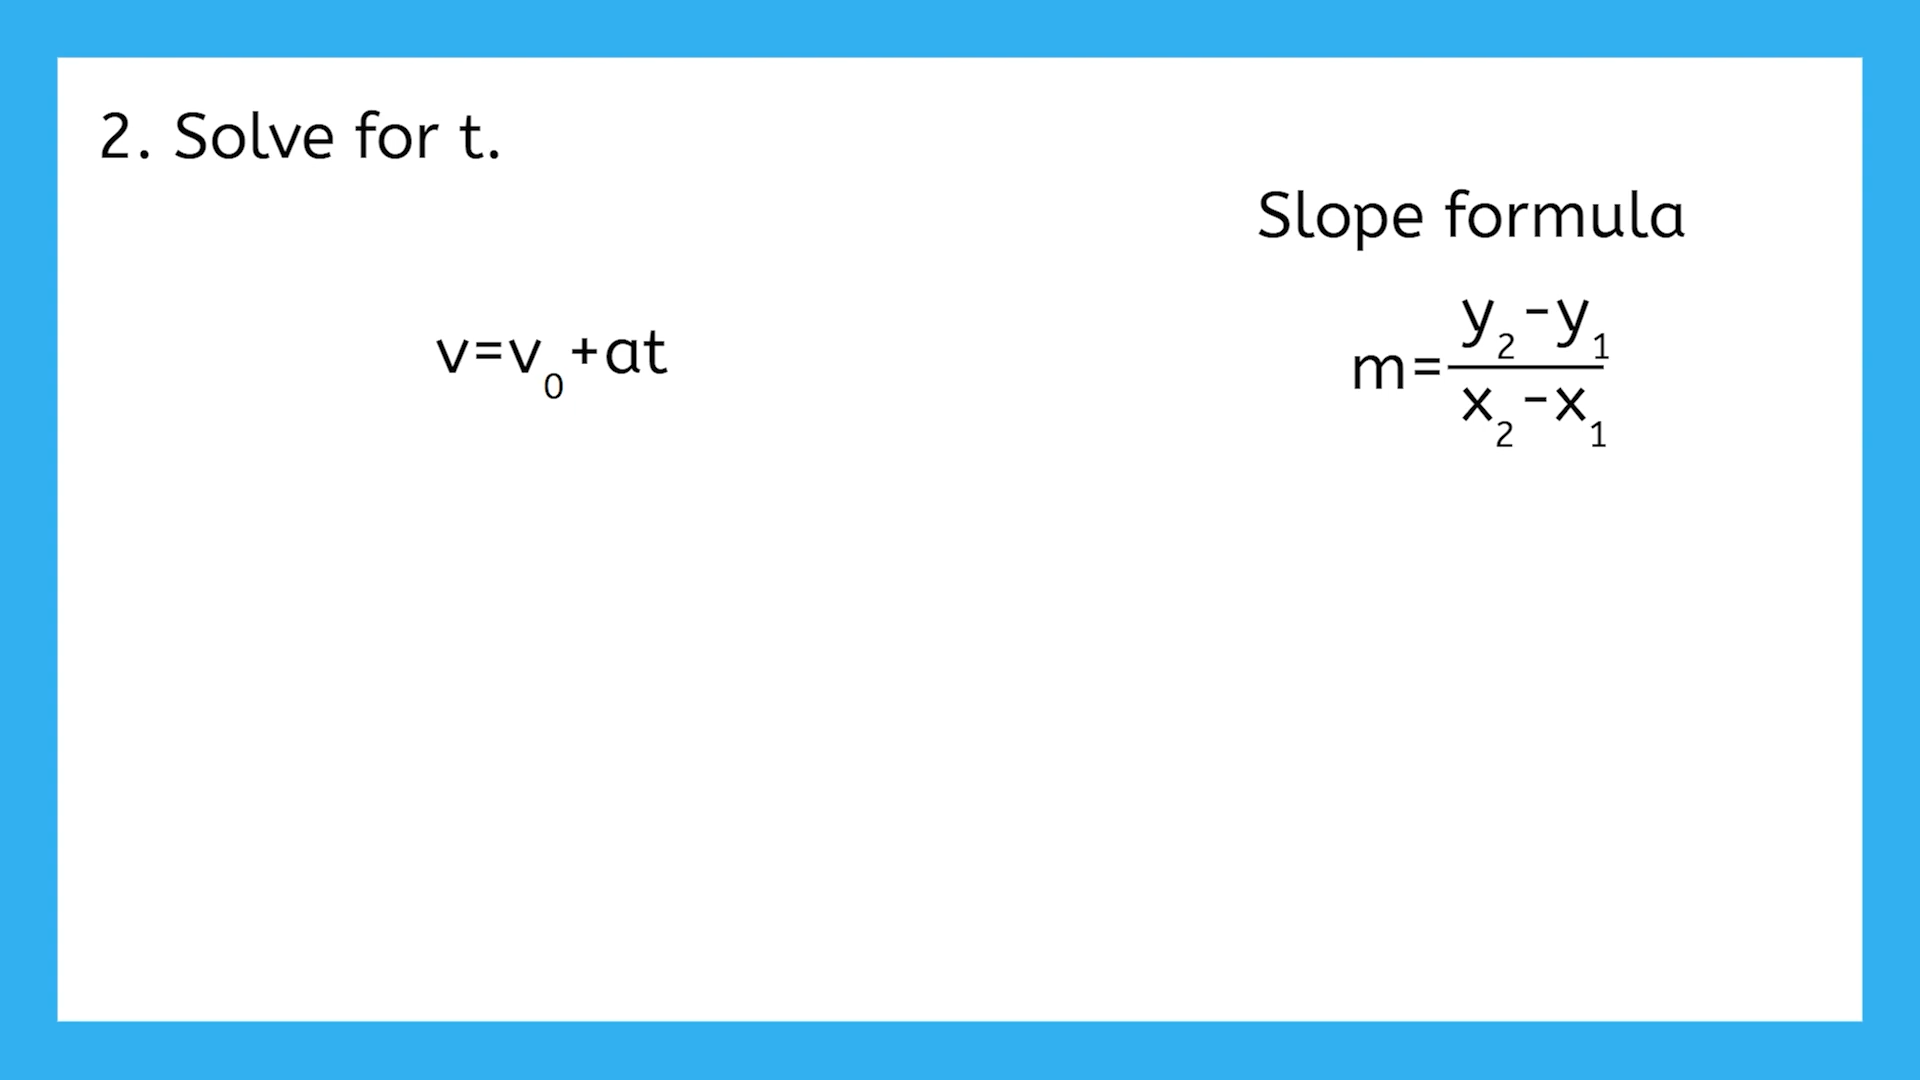 2. Solve for t.
v=v₀+at
Slope formula
m=
y₂-y₁
x₂-x₁